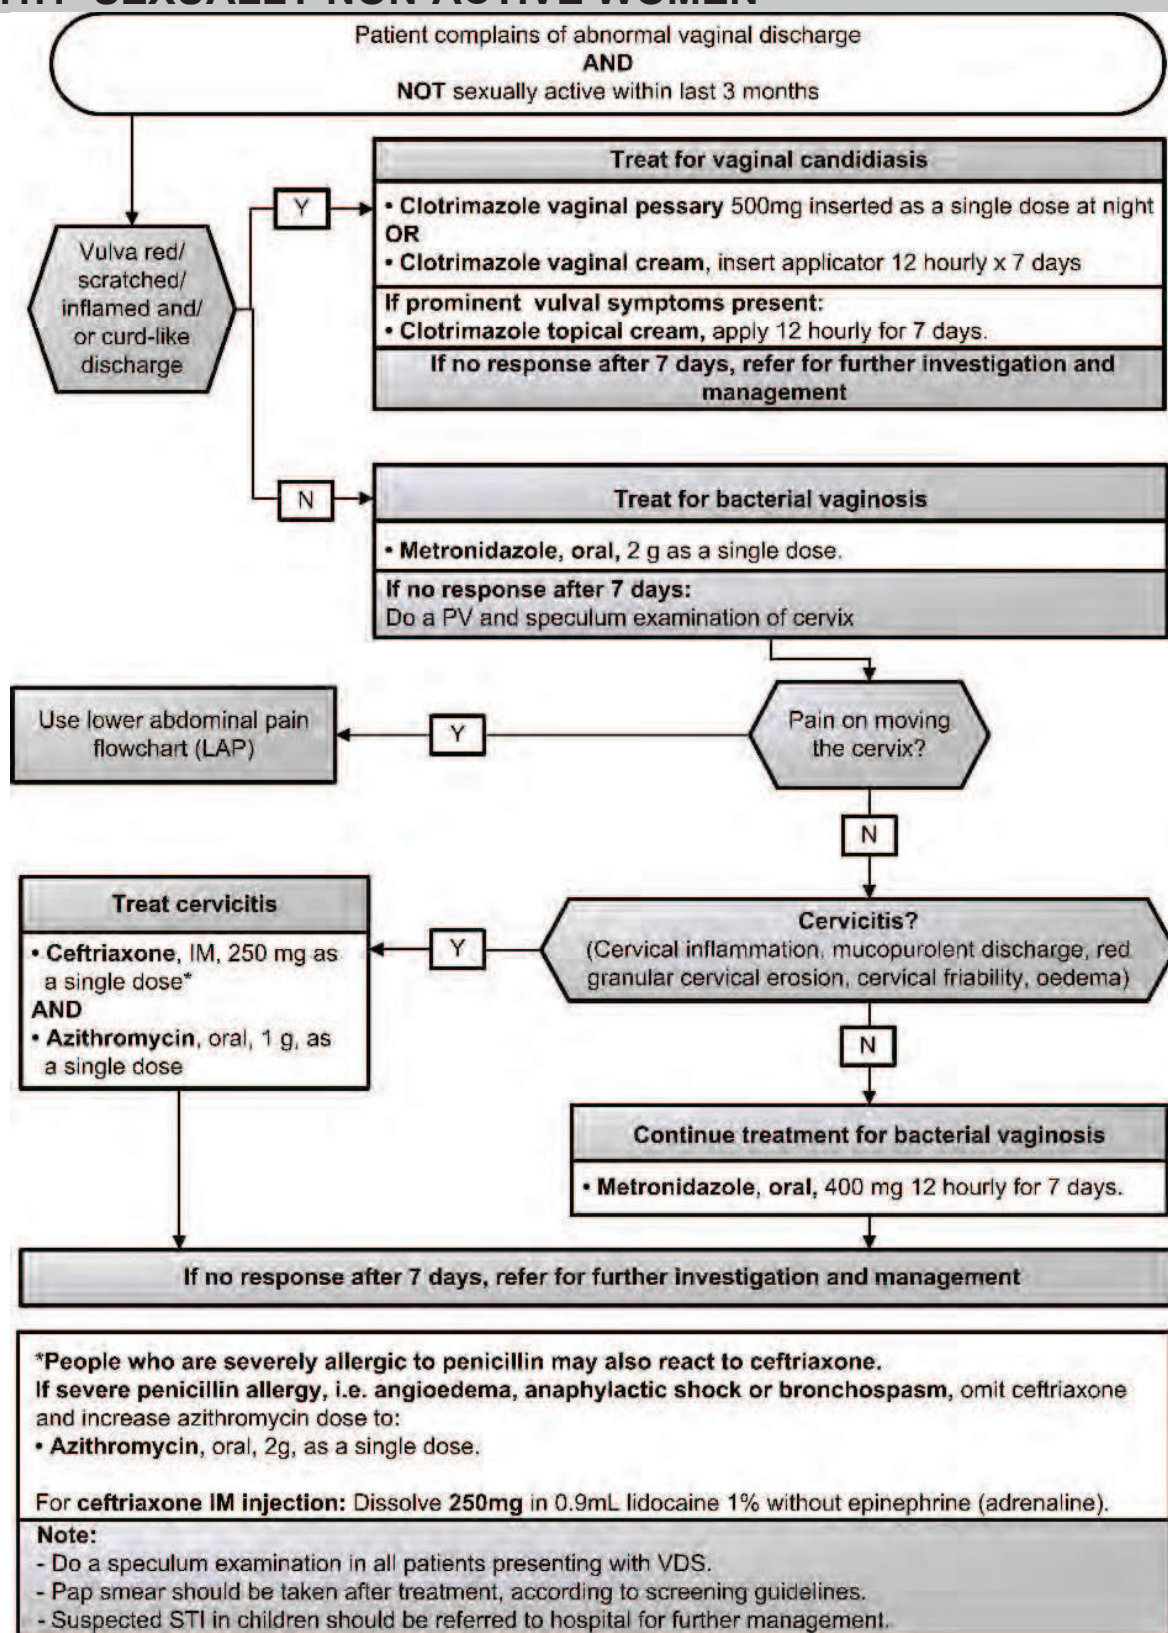 SEXUALLY NON-ACTIVE WOMEN
Patient complains of abnormal vaginal discharge
AND
NOT sexually active within last 3 months
Vulva red/
scratched/
inflamed and/
or curd-like
discharge
Y
Treat for vaginal candidiasis
• Clotrimazole vaginal pessary 500mg inserted as a single dose at night
OR
• Clotrimazole vaginal cream, insert applicator 12 hourly x 7 days
If prominent vulval symptoms present:
• Clotrimazole topical cream, apply 12 hourly for 7 days.
If no response after 7 days, refer for further investigation and
management
N
Treat for bacterial vaginosis
• Metronidazole, oral, 2 g as a single dose.
If no response after 7 days:
Do a PV and speculum examination of cervix
Pain on moving
the cervix?
Y
Use lower abdominal pain
flowchart (LAP)
N
Cervicitis?
(Cervical inflammation, mucopurolent discharge, red
granular cervical erosion, cervical friability, oedema)
Y
Treat cervicitis
• Ceftriaxone, IM, 250 mg as
a single dose*
AND
• Azithromycin, oral, 1 g, as
a single dose
N
Continue treatment for bacterial vaginosis
• Metronidazole, oral, 400 mg 12 hourly for 7 days.
If no response after 7 days, refer for further investigation and management
*People who are severely allergic to penicillin may also react to ceftriaxone.
If severe penicillin allergy, i.e. angioedema, anaphylactic shock or bronchospasm, omit ceftriaxone
and increase azithromycin dose to:
• Azithromycin, oral, 2g, as a single dose.
For ceftriaxone IM injection: Dissolve 250mg in 0.9mL lidocaine 1% without epinephrine (adrenaline).
Note:
- Do a speculum examination in all patients presenting with VDS.
- Pap smear should be taken after treatment, according to screening guidelines.
- Suspected STI in children should be referred to hospital for further management.